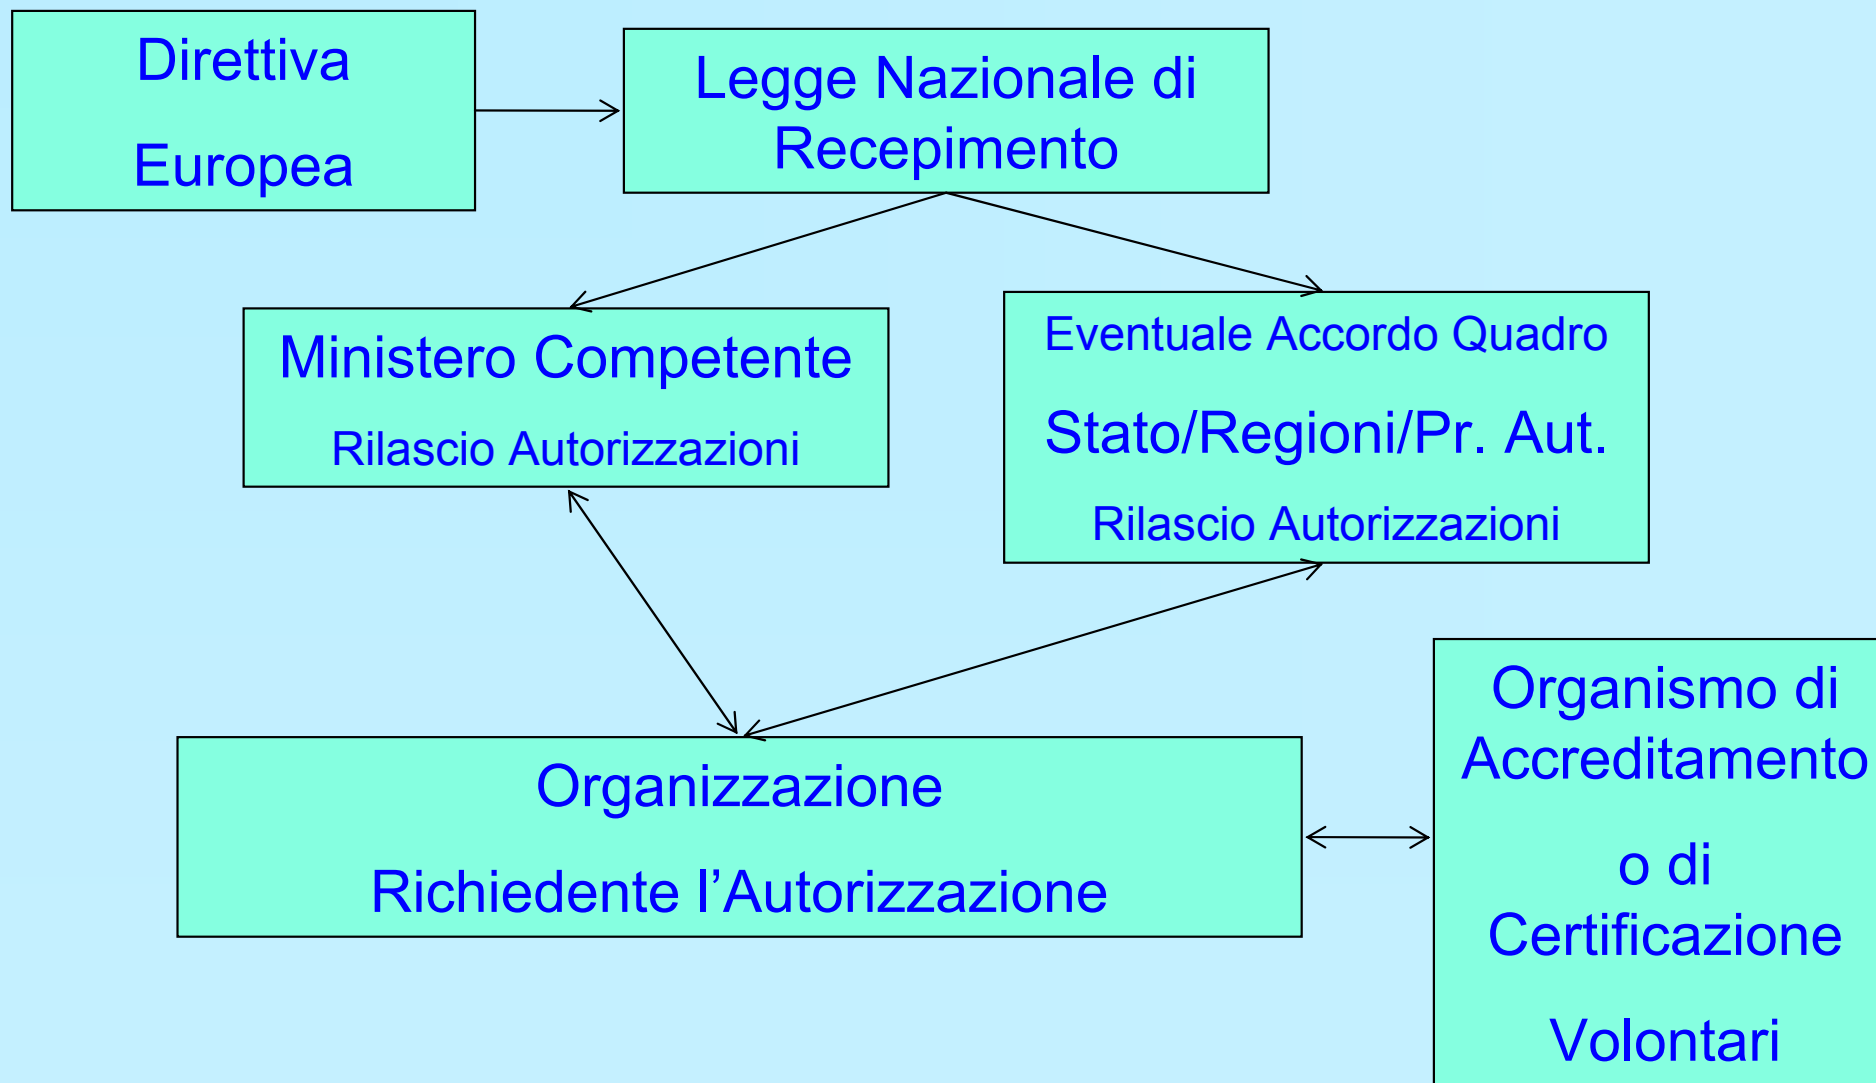 Direttiva
Europea
Legge Nazionale di
Recepimento
Ministero Competente
Rilascio Autorizzazioni
Eventuale Accordo Quadro
Stato/Regioni/Pr. Aut.
Rilascio Autorizzazioni
Organizzazione
Richiedente l’Autorizzazione
Organismo di
Accreditamento
o di
Certificazione
Volontari